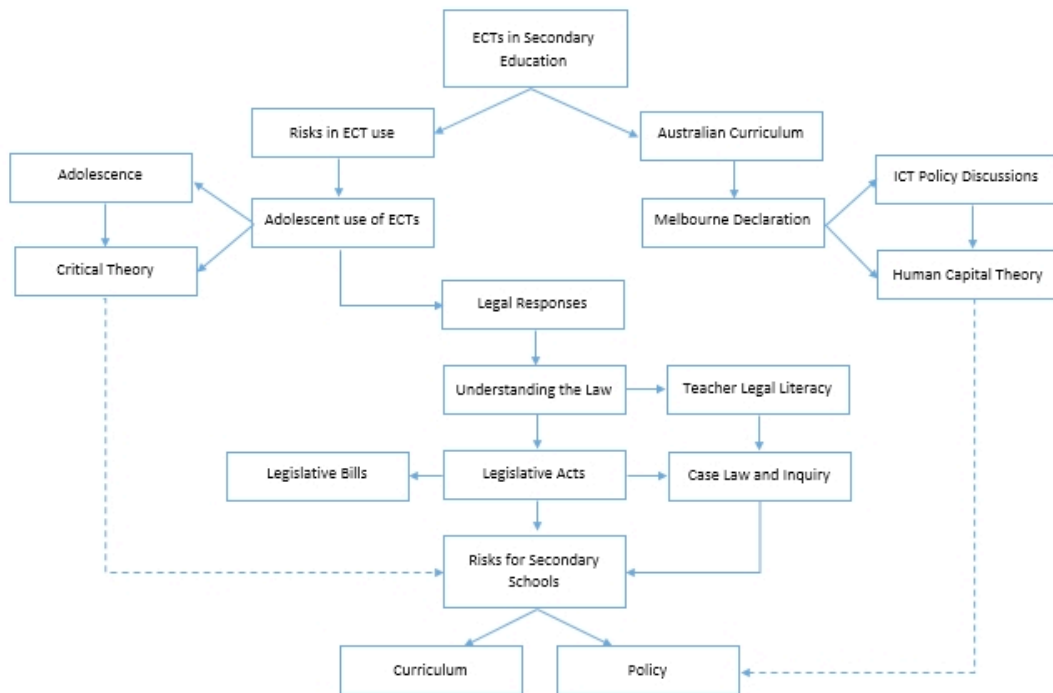 ECTs in Secondary
Education
Risks in ECT use
Australian Curriculum
Adolescence
ICT Policy Discussions
Adolescent use of ECTs
Melbourne Declaration
Critical Theory
Human Capital Theory
Legal Responses
Understanding the Law
Teacher Legal Literacy
Legislative Bills
Legislative Acts
Case Law and Inquiry
Risks for Secondary
Schools
Curriculum
Policy